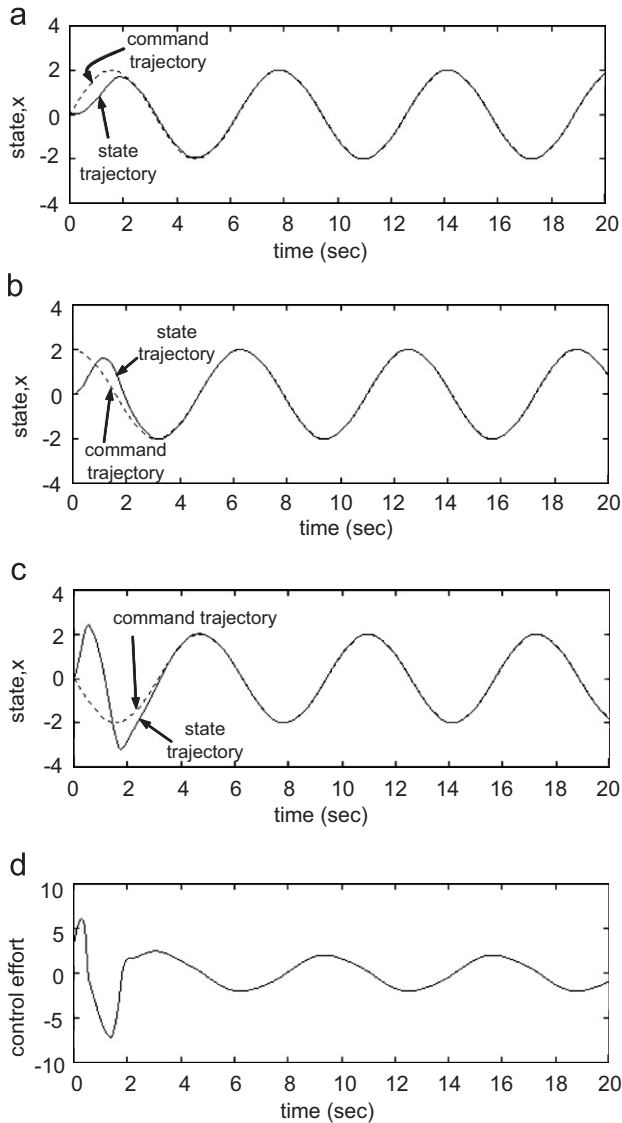 a
4
command
trajectory
2
state,x
0
state
trajectory
-2
-4
0 2 4 6 8 10 12 14 16 18 20
time (sec)
b
4
state
trajectory
2
state,x
0
command
trajectory
-2
-4
0 2 4 6 8 10 12 14 16 18 20
time (sec)
c
4
command trajectory
2
state,x
0
state
trajectory
-2
-4
0 2 4 6 8 10 12 14 16 18 20
time (sec)
d
10
5
control effort
0
-5
-10
0 2 4 6 8 10 12 14 16 18 20
time (sec)